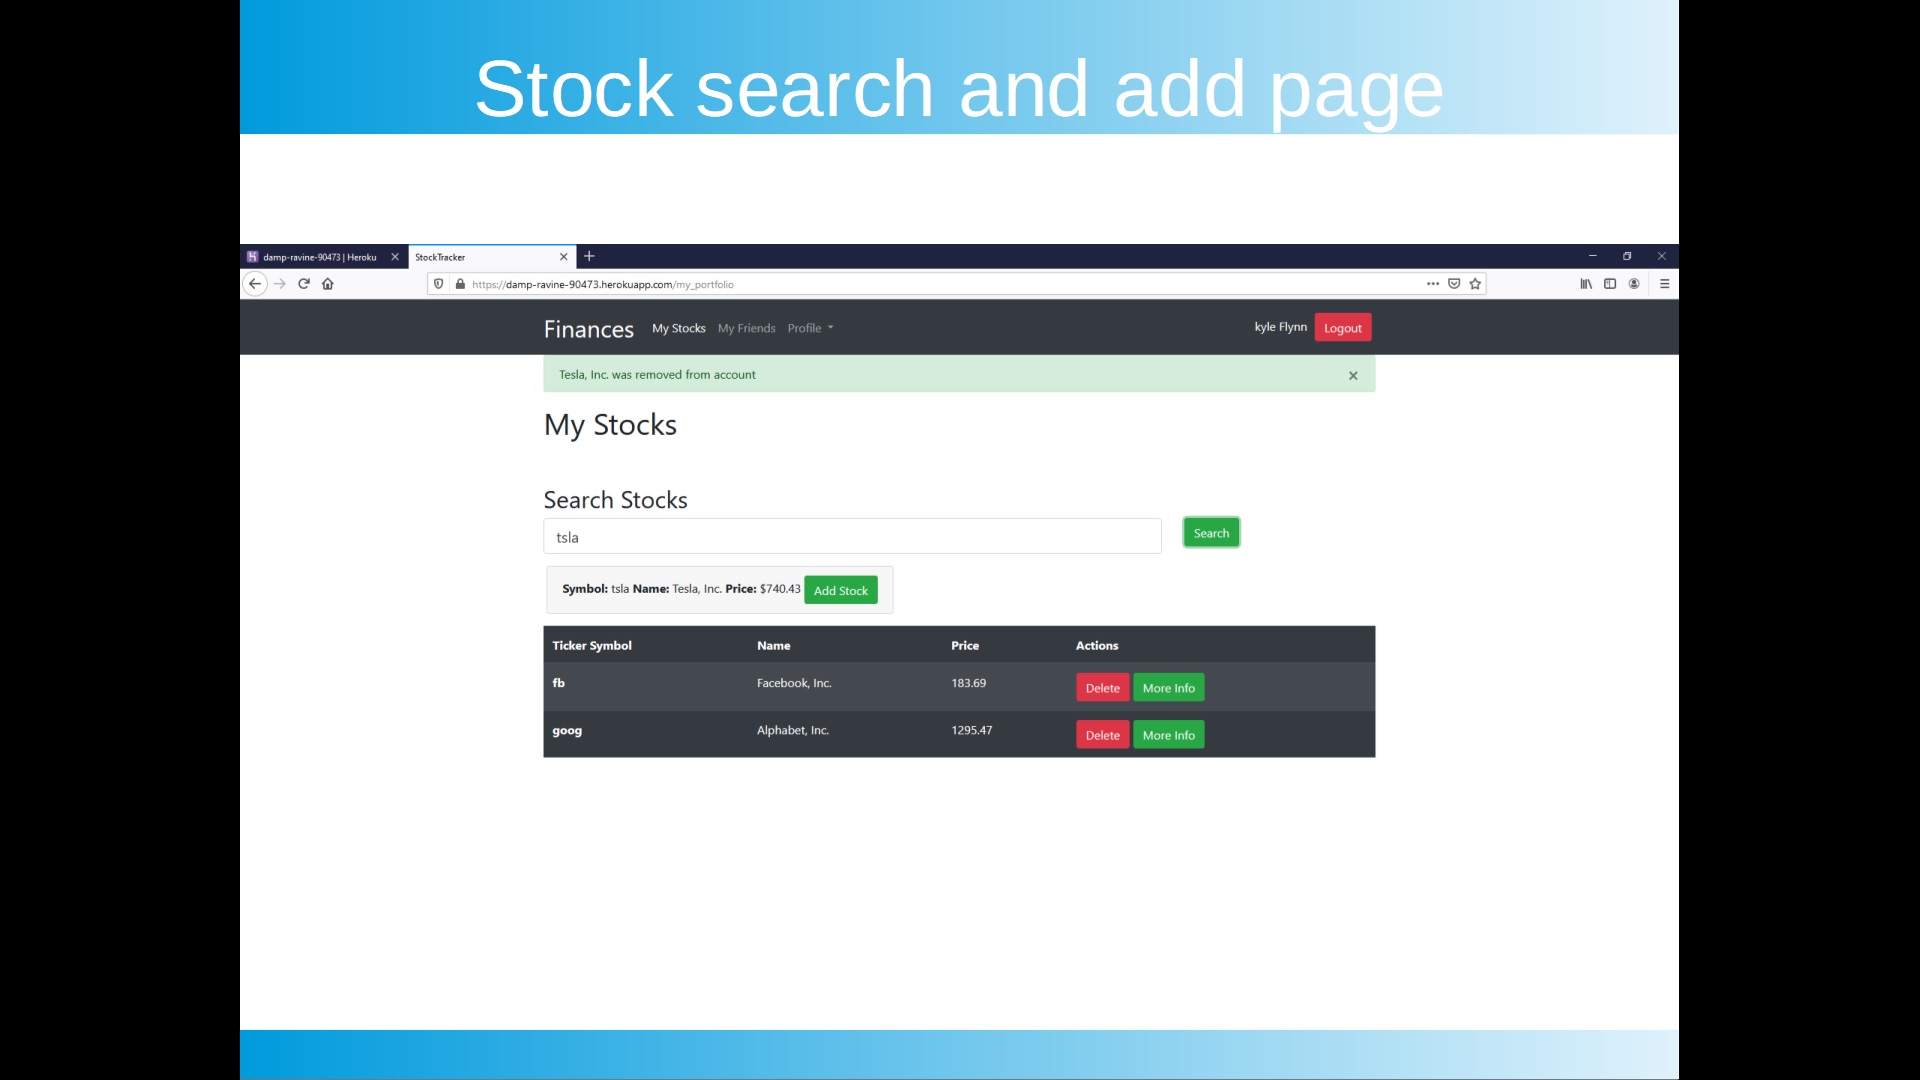 Stock search and add page
damp-ravine-90473 | Heroku StockTracker
https://damp-ravine-90473.herokuapp.com/my_portfolio
Finances My Stocks My Friends Profile kyle Flynn Logout
Tesla, Inc. was removed from account
My Stocks
Search Stocks
tsla Search
Symbol: tsla Name: Tesla, Inc. Price: $740.43 Add Stock
Ticker Symbol Name Price Actions
fb Facebook, Inc. 183.69 Delete More Info
goog Alphabet, Inc. 1295.47 Delete More Info